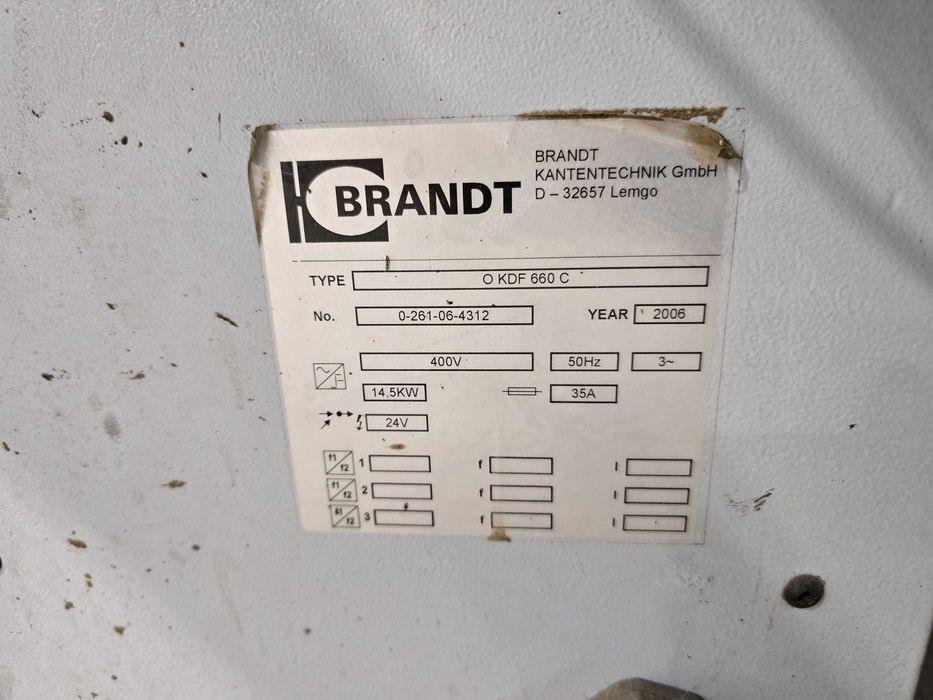 BRANDT
BRANDT
KANTENTECHNIK GmbH
D – 32657 Lemgo
TYPE O KDF 660 C
No. 0-261-06-4312 YEAR 2006
400V 50Hz 3~
14,5KW 35A
24V
f1/f2 1 f I
f1/f2 2 f I
f1/f2 3 f I